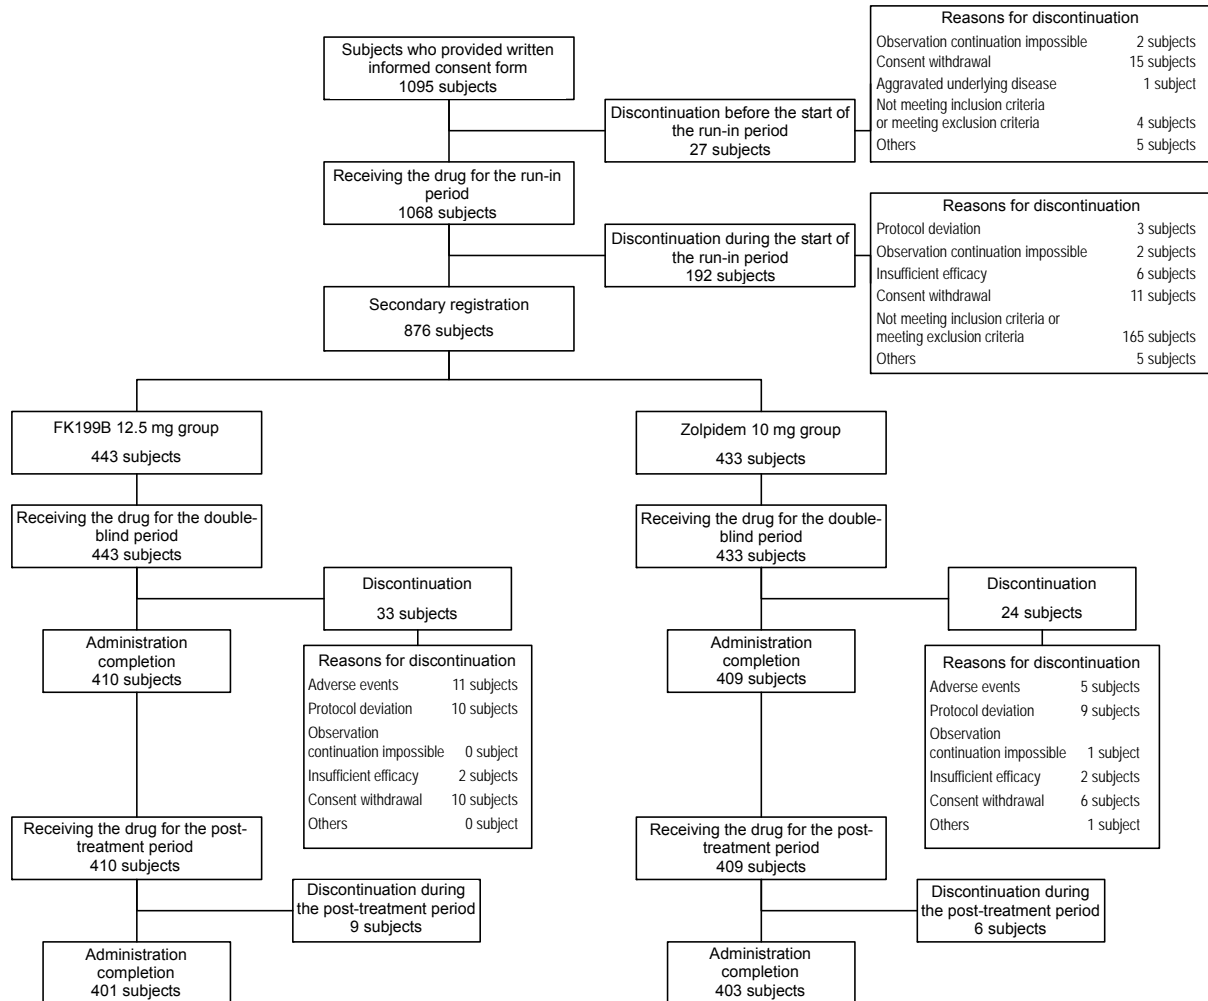 Subjects who provided written
informed consent form
1095 subjects
Discontinuation before the start of
the run-in period
27 subjects
Reasons for discontinuation
Observation continuation impossible 2 subjects
Consent withdrawal 15 subjects
Aggravated underlying disease 1 subject
Not meeting inclusion criteria
or meeting exclusion criteria 4 subjects
Others 5 subjects
Receiving the drug for the run-in
period
1068 subjects
Discontinuation during the start of
the run-in period
192 subjects
Reasons for discontinuation
Protocol deviation 3 subjects
Observation continuation impossible 2 subjects
Insufficient efficacy 6 subjects
Consent withdrawal 11 subjects
Not meeting inclusion criteria or
meeting exclusion criteria 165 subjects
Others 5 subjects
Secondary registration
876 subjects
FK199B 12.5 mg group
443 subjects
Zolpidem 10 mg group
433 subjects
Receiving the drug for the double-
blind period
443 subjects
Receiving the drug for the double-
blind period
433 subjects
Discontinuation
33 subjects
Discontinuation
24 subjects
Administration
completion
410 subjects
Reasons for discontinuation
Adverse events 11 subjects
Protocol deviation 10 subjects
Observation
continuation impossible 0 subject
Insufficient efficacy 2 subjects
Consent withdrawal 10 subjects
Others 0 subject
Administration
completion
409 subjects
Reasons for discontinuation
Adverse events 5 subjects
Protocol deviation 9 subjects
Observation
continuation impossible 1 subject
Insufficient efficacy 2 subjects
Consent withdrawal 6 subjects
Others 1 subject
Receiving the drug for the post-
treatment period
410 subjects
Receiving the drug for the post-
treatment period
409 subjects
Discontinuation during
the post-treatment period
9 subjects
Discontinuation during
the post-treatment period
6 subjects
Administration
completion
401 subjects
Administration
completion
403 subjects